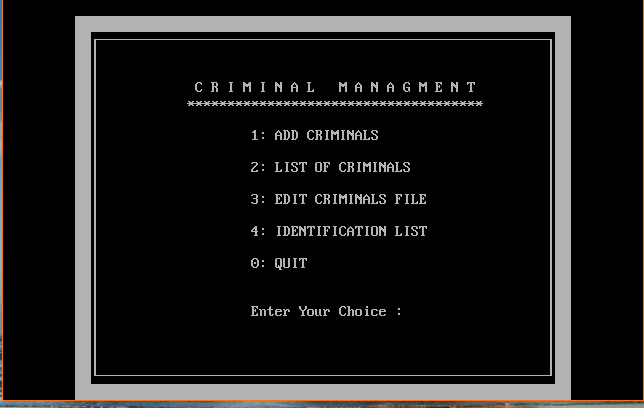 C R I M I N A L   M A N A G M E N T
*************************************
1: ADD CRIMINALS
2: LIST OF CRIMINALS
3: EDIT CRIMINALS FILE
4: IDENTIFICATION LIST
0: QUIT
Enter Your Choice :